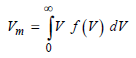 V_m = ∫_0^∞ V f(V) dV